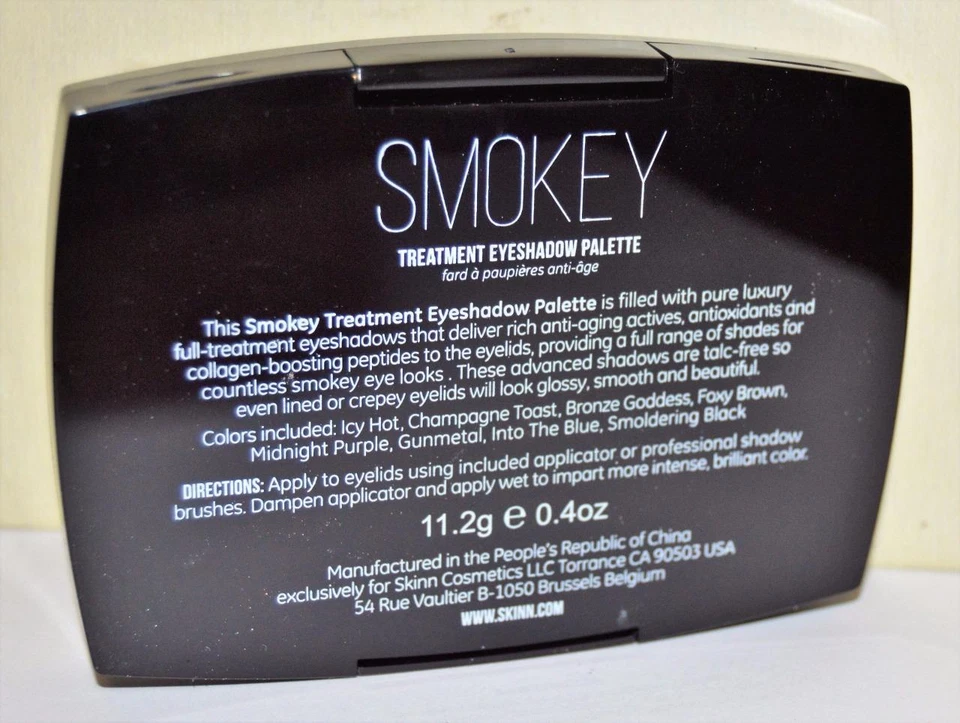 SMOKEY
TREATMENT EYESHADOW PALETTE
fard à paupières anti-âge
This Smokey Treatment Eyeshadow Palette is filled with pure luxury
full-treatment eyeshadows that deliver rich anti-aging actives, antioxidants and
collagen-boosting peptides to the eyelids, providing a full range of shades for
countless smokey eye looks . These advanced shadows are talc-free so
even lined or crepey eyelids will look glossy, smooth and beautiful.
Colors included: Icy Hot, Champagne Toast, Bronze Goddess, Foxy Brown,
Midnight Purple, Gunmetal, Into The Blue, Smoldering Black
DIRECTIONS: Apply to eyelids using included applicator or professional shadow
brushes. Dampen applicator and apply wet to impart more intense, brilliant color.
11.2g ℮ 0.4oz
Manufactured in the People's Republic of China
exclusively for Skinn Cosmetics LLC Torrance CA 90503 USA
54 Rue Vaultier B-1050 Brussels Belgium
WWW.SKINN.COM